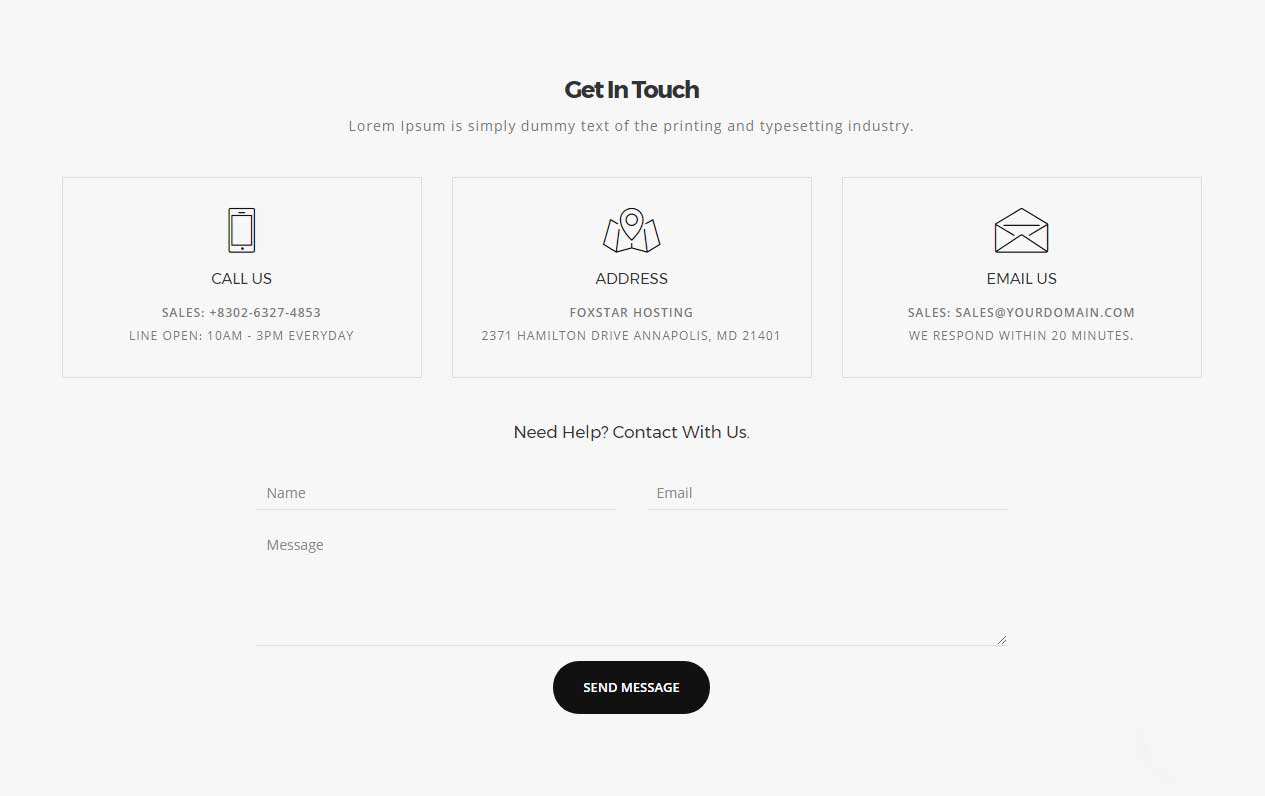 Get In Touch
Lorem Ipsum is simply dummy text of the printing and typesetting industry.
CALL US
SALES: +8302-6327-4853
LINE OPEN: 10AM - 3PM EVERYDAY
ADDRESS
FOXSTAR HOSTING
2371 HAMILTON DRIVE ANNAPOLIS, MD 21401
EMAIL US
SALES: SALES@YOURDOMAIN.COM
WE RESPOND WITHIN 20 MINUTES.
Need Help? Contact With Us.
Name
Email
Message
SEND MESSAGE